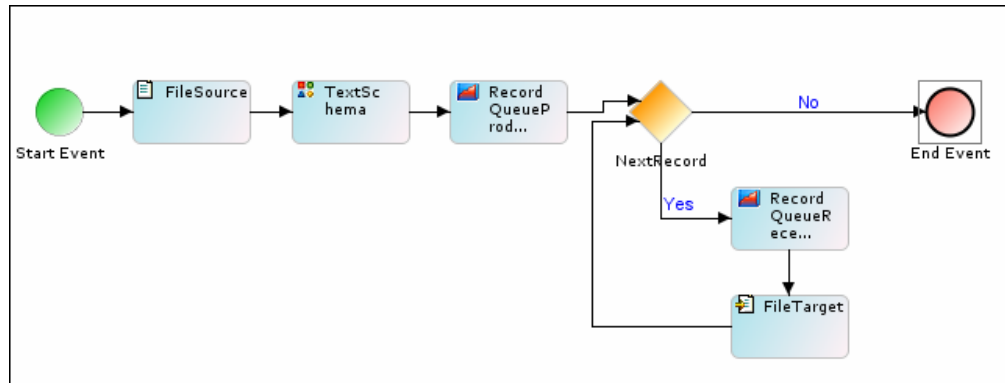 FileSource
TextSc
hema
Record
QueueP
rod...
No
Start Event
NextRecord
End Event
Yes
Record
QueueR
ece...
FileTarget